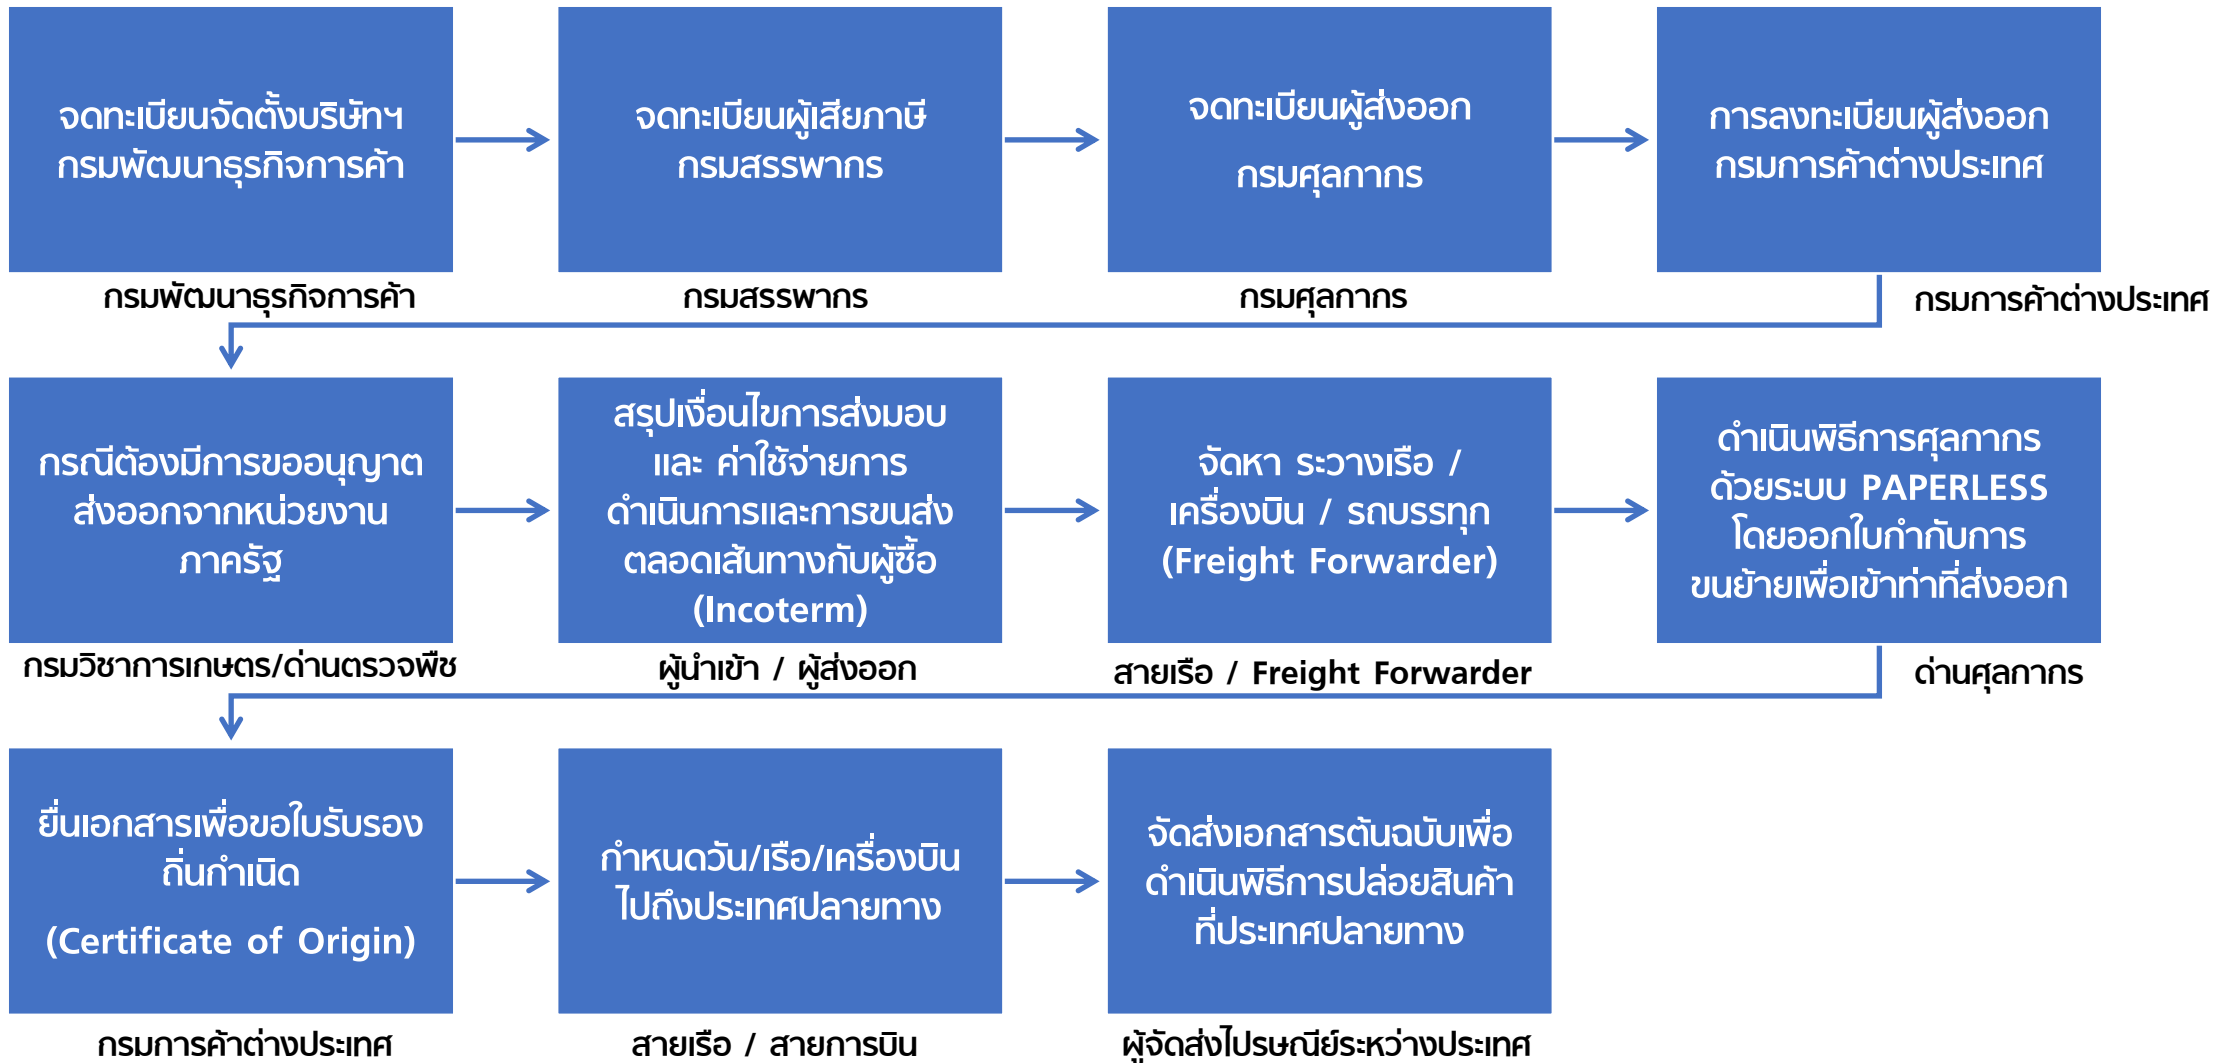 จดทะเบียนจัดตั้งบริษัทฯ
กรมพัฒนาธุรกิจการค้า
กรมพัฒนาธุรกิจการค้า
จดทะเบียนผู้เสียภาษี
กรมสรรพากร
กรมสรรพากร
จดทะเบียนผู้ส่งออก
กรมศุลกากร
กรมศุลกากร
การลงทะเบียนผู้ส่งออก
กรมการค้าต่างประเทศ
กรมการค้าต่างประเทศ
กรณีต้องมีการขออนุญาต
ส่งออกจากหน่วยงาน
ภาครัฐ
กรมวิชาการเกษตร/ด่านตรวจพืช
สรุปเงื่อนไขการส่งมอบ
และ ค่าใช้จ่ายการ
ดำเนินการและการขนส่ง
ตลอดเส้นทางกับผู้ซื้อ
(Incoterm)
ผู้นำเข้า / ผู้ส่งออก
จัดหา ระวางเรือ /
เครื่องบิน / รถบรรทุก
(Freight Forwarder)
สายเรือ / Freight Forwarder
ดำเนินพิธีการศุลกากร
ด้วยระบบ PAPERLESS
โดยออกใบกำกับการ
ขนย้ายเพื่อเข้าท่าที่ส่งออก
ด่านศุลกากร
ยื่นเอกสารเพื่อขอใบรับรอง
ถิ่นกำเนิด
(Certificate of Origin)
กรมการค้าต่างประเทศ
กำหนดวัน/เรือ/เครื่องบิน
ไปถึงประเทศปลายทาง
สายเรือ / สายการบิน
จัดส่งเอกสารต้นฉบับเพื่อ
ดำเนินพิธีการปล่อยสินค้า
ที่ประเทศปลายทาง
ผู้จัดส่งไปรษณีย์ระหว่างประเทศ